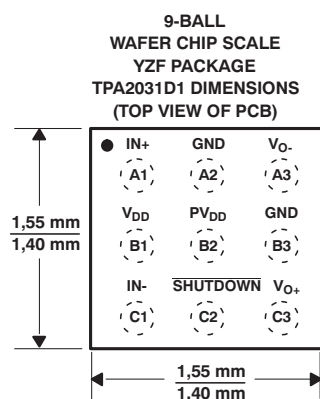 9-BALL
WAFER CHIP SCALE
YZF PACKAGE
TPA2031D1 DIMENSIONS
(TOP VIEW OF PCB)
IN+ GND VO-
A1 A2 A3
VDD PVDD GND
B1 B2 B3
IN- SHUTDOWN VO+
C1 C2 C3
1,55 mm
1,40 mm
1,55 mm
1,40 mm